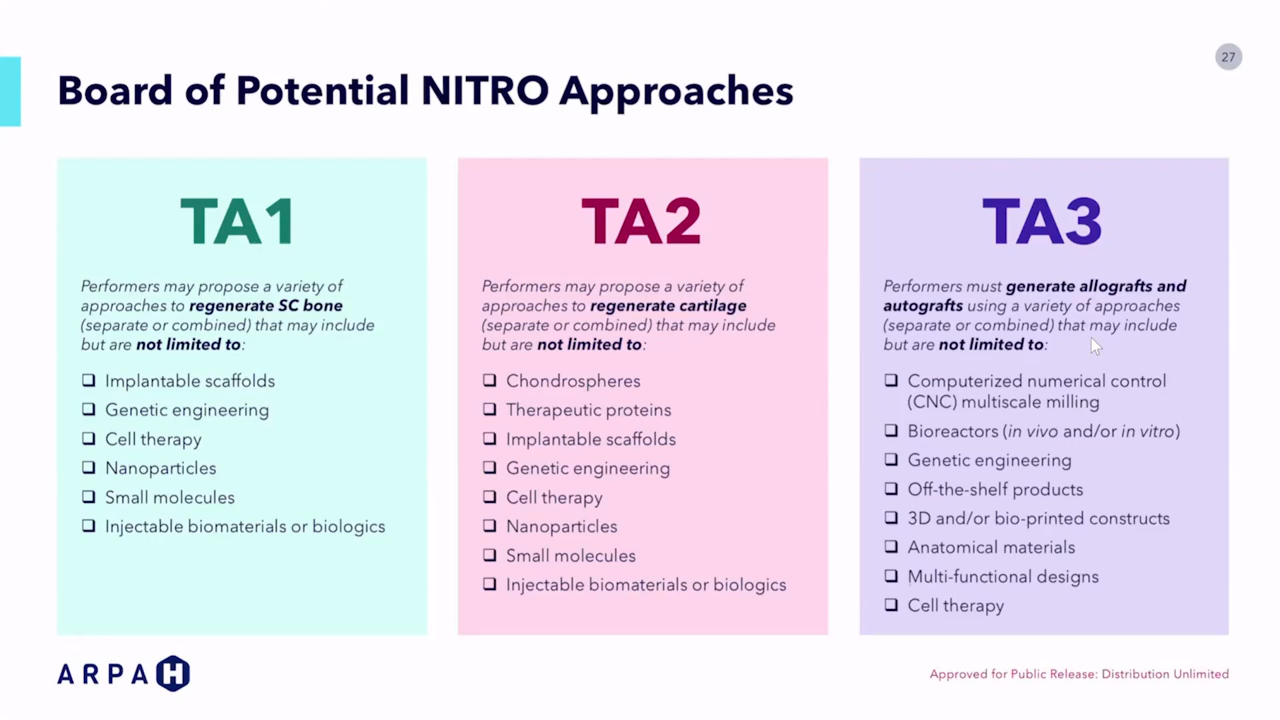 27
Board of Potential NITRO Approaches
TA1
Performers may propose a variety of
approaches to regenerate SC bone
(separate or combined) that may include
but are not limited to:
❑ Implantable scaffolds
❑ Genetic engineering
❑ Cell therapy
❑ Nanoparticles
❑ Small molecules
❑ Injectable biomaterials or biologics
TA2
Performers may propose a variety of
approaches to regenerate cartilage
(separate or combined) that may include
but are not limited to:
❑ Chondrospheres
❑ Therapeutic proteins
❑ Implantable scaffolds
❑ Genetic engineering
❑ Cell therapy
❑ Nanoparticles
❑ Small molecules
❑ Injectable biomaterials or biologics
TA3
Performers must generate allografts and
autografts using a variety of approaches
(separate or combined) that may include
but are not limited to:
❑ Computerized numerical control
(CNC) multiscale milling
❑ Bioreactors (in vivo and/or in vitro)
❑ Genetic engineering
❑ Off-the-shelf products
❑ 3D and/or bio-printed constructs
❑ Anatomical materials
❑ Multi-functional designs
❑ Cell therapy
ARPA H
Approved for Public Release: Distribution Unlimited